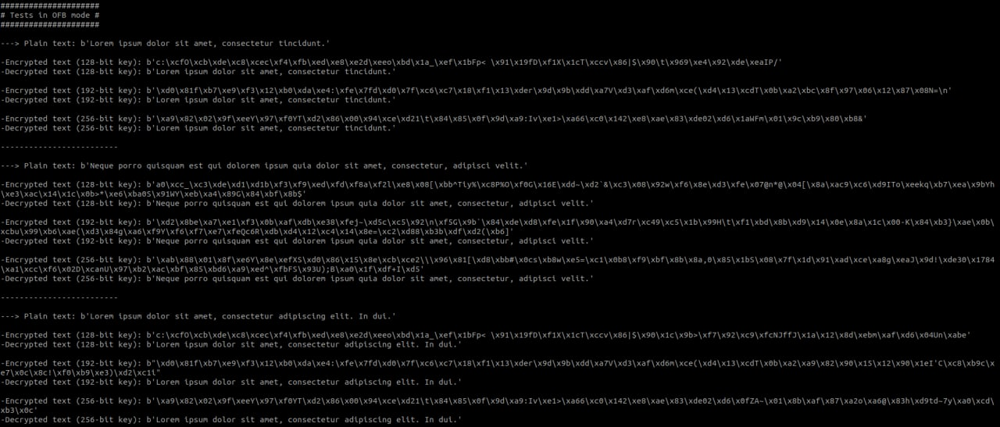 #####################
# Tests in OFB mode #
#####################
---> Plain text: b'Lorem ipsum dolor sit amet, consectetur tincidunt.'
-Encrypted text (128-bit key): b'c:\xcfO\xcb\xde\xc8\xcec\xf4\xfb\xed\xe8\xe2d\xeeo\xbd\x1a_\xef\x1bFp< \x91\x19fD\xf1X\x1cT\xccv\x86|$\x90\t\x969\xe4\x92\xde\xeaIP/'
-Decrypted text (128-bit key): b'Lorem ipsum dolor sit amet, consectetur tincidunt.'
-Encrypted text (192-bit key): b'\xd0\x81f\xb7\xe9\xf3\x12\xb0\xda\xe4:\xfe\x7fd\xd0\x7f\xc6\xc7\x18\xf1\x13\xder\x9d\x9b\xdd\xa7V\xd3\xaf\xd6m\xce(\xd4\x13\xcdT\x0b\xa2\xbc\x8f\x97\x06\x12\x87\x08N=\n'
-Decrypted text (192-bit key): b'Lorem ipsum dolor sit amet, consectetur tincidunt.'
-Encrypted text (256-bit key): b'\xa9\x82\x02\x9f\xeeY\x97\xf0YT\xd2\x86\x00\x94\xce\xd21\t\x84\x85\x0f\x9d\xa9:Iv\xe1>\xa66\xc0\x142\xe8\xae\x83\xde02\xd6\x1aWFm\x01\x9c\xb9\x80\xb8&'
-Decrypted text (256-bit key): b'Lorem ipsum dolor sit amet, consectetur tincidunt.'
-------------------------
---> Plain text: b'Neque porro quisquam est qui dolorem ipsum quia dolor sit amet, consectetur, adipisci velit.'
-Encrypted text (128-bit key): b'a0\xcc_\xc3\xde\xd1\xd1b\xf3\xf9\xed\xfd\xf8a\xf2l\xe8\x08[\xbb^Tiy%\xc8P%O\xf0G\x16E\xdd~\xd2`&\xc3\x08\x92w\xf6\x8e\xd3\xfe\x07@n*@\x04[\x8a\xac9\xc6\xd9ITo\xeekq\xb7\xea\x9bYh
\xe3\xac\x14\x1c\x0b>*\xe6\xba0S\x91WY\xeb\xa4\x89G\x84\xbf\x8b$'
-Decrypted text (128-bit key): b'Neque porro quisquam est qui dolorem ipsum quia dolor sit amet, consectetur, adipisci velit.'
-Encrypted text (192-bit key): b'\xd2\x8be\xa7\xe1\xf3\x0b\xaf\xdb\xe38\xfej~\xd5c\xc5\x92\n\xf5G\x9b`\x84\xde\xd8\xfe\x1f\x90\xa4\xd7r\xc49\xc5\x1b\x99H\t\xf1\xbd\x8b\xd9\x14\x0e\x8a\x1c\x00-K\x84\xb3}\xae\x0b\
xcbu\x99\xb6\xae(\xd3\x84g\xa6\xf9Y\xf6\xf7\xe7\xfeQc6R\xdb\xd4\x12\xc4\x14\x8e=\xc2\xd88\xb3b\xdf\xd2(\xb6]'
-Decrypted text (192-bit key): b'Neque porro quisquam est qui dolorem ipsum quia dolor sit amet, consectetur, adipisci velit.'
-Encrypted text (256-bit key): b'\xab\x88\x01\x8f\xe6Y\x8e\xefXS\xd0\x86\x15\x8e\xcb\xce2\\\x96\x81[\xd8\xbb#\x0cs\xb8w\xe5=\xc1\x0b8\xf9\xbf\x8b\x8a,0\x85\x1bS\x08\x7f\x1d\x91\xad\xce\xa8g\xeaJ\x9d!\xde30\x1784
\xa1\xcc\xf6\x02D\xcanU\x97\xb2\xac\xbf\x85\xbd6\xa9\xed^\xfbFS\x93U);B\xa0\x1f\xdf+I\xd5'
-Decrypted text (256-bit key): b'Neque porro quisquam est qui dolorem ipsum quia dolor sit amet, consectetur, adipisci velit.'
-------------------------
---> Plain text: b'Lorem ipsum dolor sit amet, consectetur adipiscing elit. In dui.'
-Encrypted text (128-bit key): b'c:\xcfO\xcb\xde\xc8\xcec\xf4\xfb\xed\xe8\xe2d\xeeo\xbd\x1a_\xef\x1bFp< \x91\x19fD\xf1X\x1cT\xccv\x86|$\x90\x1c\x9b>\xf7\x92\xc9\xfcNJffJ\x1a\x12\x8d\xebm\xaf\xd6\x04Un\xabe'
-Decrypted text (128-bit key): b'Lorem ipsum dolor sit amet, consectetur adipiscing elit. In dui.'
-Encrypted text (192-bit key): b"\xd0\x81f\xb7\xe9\xf3\x12\xb0\xda\xe4:\xfe\x7fd\xd0\x7f\xc6\xc7\x18\xf1\x13\xder\x9d\x9b\xdd\xa7V\xd3\xaf\xd6m\xce(\xd4\x13\xcdT\x0b\xa2\xa9\x82\x90\x15\x12\x90\x1eI'C\xc8\xb9c\x
e7\x0c\x8c!\xf0\xb9\xe3)\xd2\xc1i"
-Decrypted text (192-bit key): b'Lorem ipsum dolor sit amet, consectetur adipiscing elit. In dui.'
-Encrypted text (256-bit key): b'\xa9\x82\x02\x9f\xeeY\x97\xf0YT\xd2\x86\x00\x94\xce\xd21\t\x84\x85\x0f\x9d\xa9:Iv\xe1>\xa66\xc0\x142\xe8\xae\x83\xde02\xd6\x0fZA~\x01\x8b\xaf\x87\xa2o\xa6@\x83h\xd9td~7y\xa0\xcd\
xb3\x0c'
-Decrypted text (256-bit key): b'Lorem ipsum dolor sit amet, consectetur adipiscing elit. In dui.'